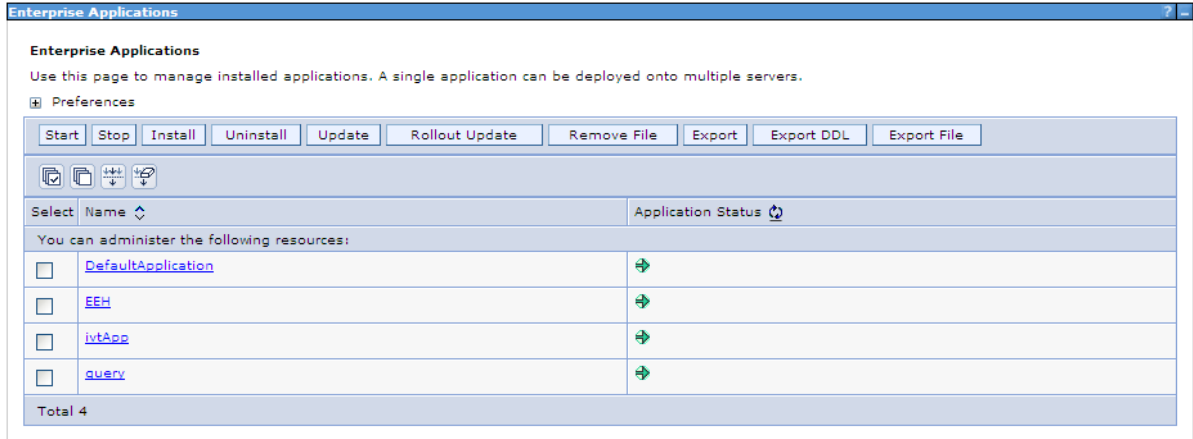 Enterprise Applications ? –
Enterprise Applications
Use this page to manage installed applications. A single application can be deployed onto multiple servers.
Preferences
Start Stop Install Uninstall Update Rollout Update Remove File Export Export DDL Export File
Select Name Application Status
You can administer the following resources:
DefaultApplication
EEH
ivtApp
query
Total 4